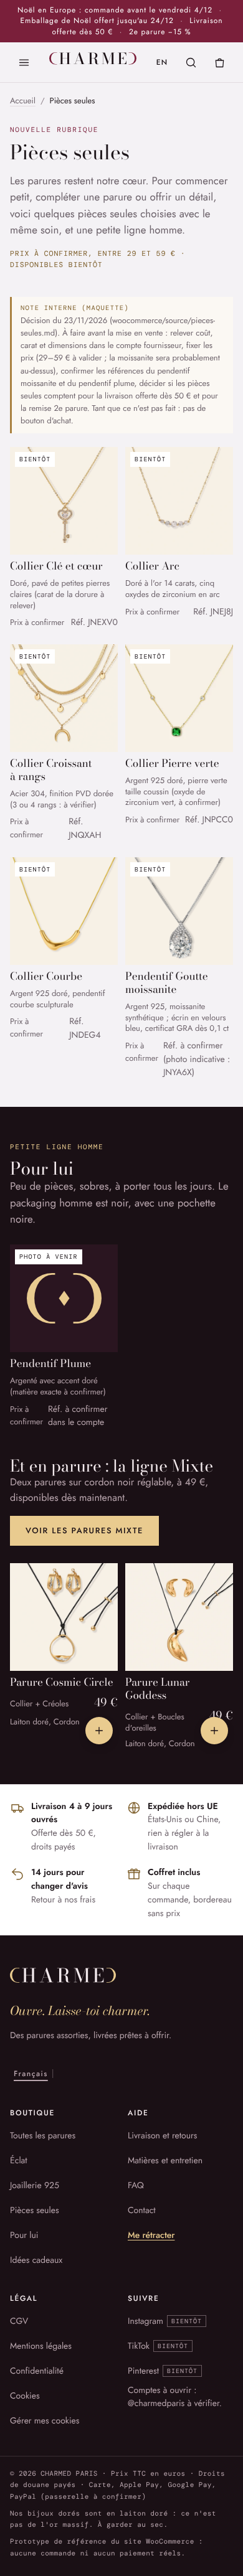 Noël en Europe : commande avant le vendredi 4/12 ·
Emballage de Noël offert jusqu'au 24/12 · Livraison
offerte dès 50 € · 2e parure −15 %
CHARMED
EN
Accueil / Pièces seules
NOUVELLE RUBRIQUE
Pièces seules
Les parures restent notre cœur. Pour commencer
petit, compléter une parure ou offrir un détail,
voici quelques pièces seules choisies avec le
même soin, et une petite ligne homme.
PRIX À CONFIRMER, ENTRE 29 ET 59 € ·
DISPONIBLES BIENTÔT
NOTE INTERNE (MAQUETTE)
Décision du 23/11/2026 (woocommerce/source/pieces-
seules.md). À faire avant la mise en vente : relever coût,
carat et dimensions dans le compte fournisseur, fixer les
prix (29–59 € à valider ; la moissanite sera probablement
au-dessus), confirmer les références du pendentif
moissanite et du pendentif plume, décider si les pièces
seules comptent pour la livraison offerte dès 50 € et pour
la remise 2e parure. Tant que ce n'est pas fait : pas de
bouton d'achat.
BIENTÔT
Collier Clé et cœur
Doré, pavé de petites pierres
claires (carat de la dorure à
relever)
Prix à confirmer Réf. JNEXV0
BIENTÔT
Collier Arc
Doré à l'or 14 carats, cinq
oxydes de zirconium en arc
Prix à confirmer Réf. JNEJ8J
BIENTÔT
Collier Croissant
à rangs
Acier 304, finition PVD dorée
(3 ou 4 rangs : à vérifier)
Prix à
confirmer
Réf.
JNQXAH
BIENTÔT
Collier Pierre verte
Argent 925 doré, pierre verte
taille coussin (oxyde de
zirconium vert, à confirmer)
Prix à confirmer Réf. JNPCC0
BIENTÔT
Collier Courbe
Argent 925 doré, pendentif
courbe sculpturale
Prix à
confirmer
Réf.
JNDEG4
BIENTÔT
Pendentif Goutte
moissanite
Argent 925, moissanite
synthétique ; écrin en velours
bleu, certificat GRA dès 0,1 ct
Prix à
confirmer
Réf. à confirmer
(photo indicative :
JNYA6X)
PETITE LIGNE HOMME
Pour lui
Peu de pièces, sobres, à porter tous les jours. Le
packaging homme est noir, avec une pochette
noire.
PHOTO À VENIR
Pendentif Plume
Argenté avec accent doré
(matière exacte à confirmer)
Prix à
confirmer
Réf. à confirmer
dans le compte
Et en parure : la ligne Mixte
Deux parures sur cordon noir réglable, à 49 €,
disponibles dès maintenant.
VOIR LES PARURES MIXTE
Parure Cosmic Circle
Collier + Créoles
49 €
Laiton doré, Cordon
+
Parure Lunar
Goddess
Collier + Boucles
d'oreilles
49 €
Laiton doré, Cordon
+
Livraison 4 à 9 jours
ouvrés
Offerte dès 50 €,
droits payés
Expédiée hors UE
États-Unis ou Chine,
rien à régler à la
livraison
14 jours pour
changer d'avis
Retour à nos frais
Coffret inclus
Sur chaque
commande, bordereau
sans prix
CHARMED
Ouvre. Laisse-toi charmer.
Des parures assorties, livrées prêtes à offrir.
Français
BOUTIQUE
Toutes les parures
Éclat
Joaillerie 925
Pièces seules
Pour lui
Idées cadeaux
AIDE
Livraison et retours
Matières et entretien
FAQ
Contact
Me rétracter
LÉGAL
CGV
Mentions légales
Confidentialité
Cookies
Gérer mes cookies
SUIVRE
Instagram BIENTÔT
TikTok BIENTÔT
Pinterest BIENTÔT
Comptes à ouvrir :
@charmedparis à vérifier.
© 2026 CHARMED PARIS · Prix TTC en euros · Droits
de douane payés · Carte, Apple Pay, Google Pay,
PayPal (passerelle à confirmer)
Nos bijoux dorés sont en laiton doré : ce n'est
pas de l'or massif. À garder au sec.
Prototype de référence du site WooCommerce :
aucune commande ni aucun paiement réels.